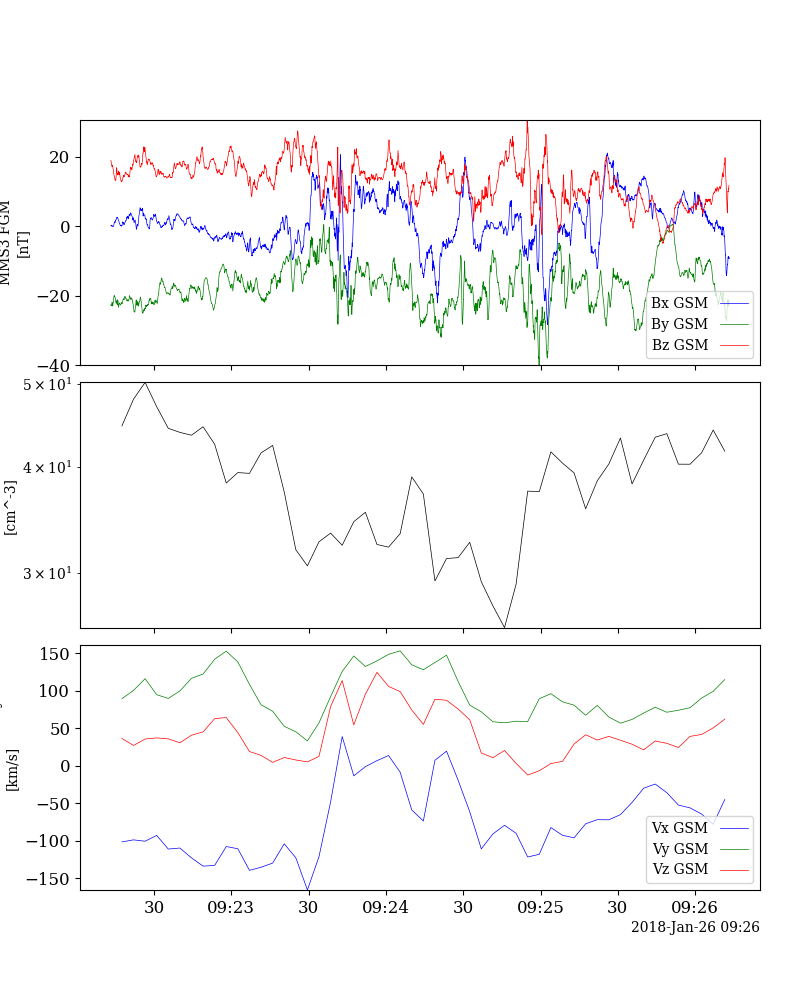 20
0
−20
−40
MMS3 FGM
[nT]
Bx GSM
By GSM
Bz GSM
5×10¹
4×10¹
3×10¹
[cm^-3]
150
100
50
0
−50
−100
−150
[km/s]
Vx GSM
Vy GSM
Vz GSM
30 09:23 30 09:24 30 09:25 30 09:26
2018-Jan-26 09:26